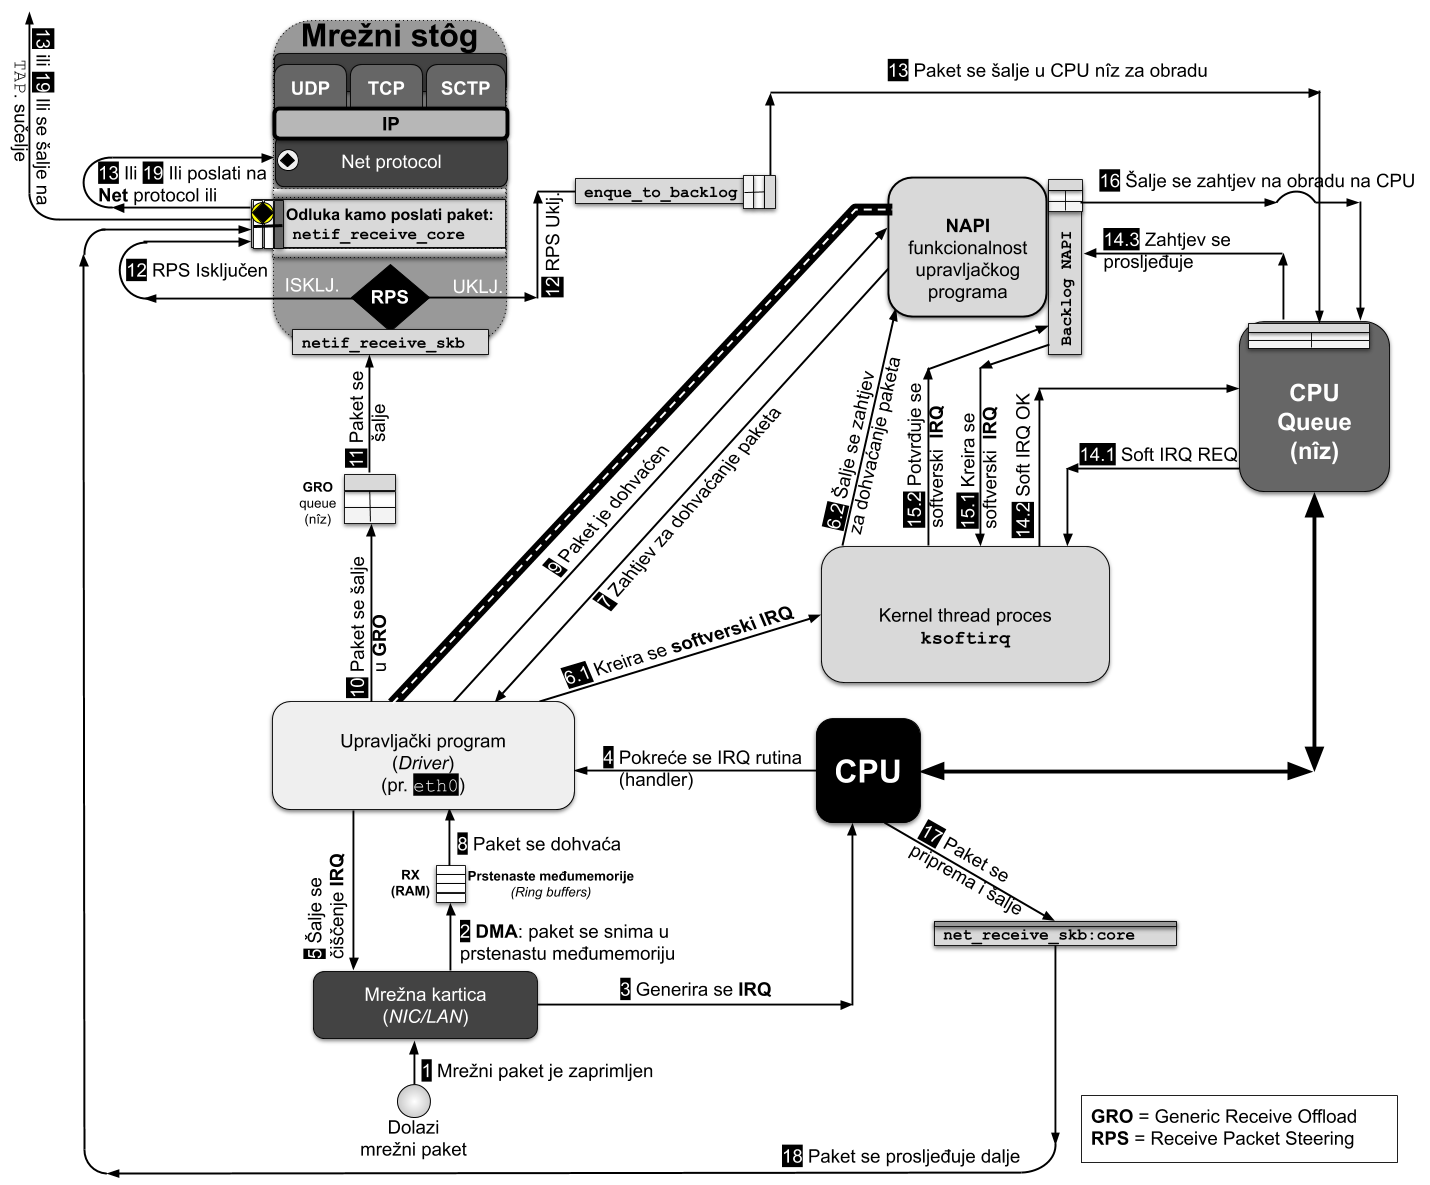 Mrežni stôg
UDP
TCP
SCTP
IP
Net protocol
13 ili 19 Ili se šalje na
TAP. sučelje
13 Ili 19 Ili poslati na
Net protocol ili
Odluka kamo poslati paket:
netif_receive_core
12 RPS Isključen
ISKLJ.
RPS
UKLJ.
netif_receive_skb
12 RPS Uklj.
enque_to_backlog
13 Paket se šalje u CPU nîz za obradu
NAPI
funkcionalnost
upravljačkog
programa
Backlog NAPI
16 Šalje se zahtjev na obradu na CPU
14.3 Zahtjev se
prosljeđuje
CPU
Queue
(nîz)
14.1 Soft IRQ REQ
14.2 Soft IRQ OK
15.1 Kreira se
softverski IRQ
15.2 Potvrđuje se
softverski IRQ
6.2 Šalje se zahtjev
za dohvaćanje paketa
11 Paket se
šalje
GRO
queue
(nîz)
10 Paket se šalje
u GRO
9 Paket je dohvaćen
7 Zahtjev za dohvaćanje paketa
6.1 Kreira se softverski IRQ
Kernel thread proces
ksoftirq
Upravljački program
(Driver)
(pr. eth0)
4 Pokreće se IRQ rutina
(handler)
CPU
8 Paket se dohvaća
RX
(RAM)
Prstenaste međumemorije
(Ring buffers)
5 Šalje se
čišćenje IRQ
2 DMA: paket se snima u
prstenastu međumemoriju
17 Paket se
priprema i šalje
net_receive_skb:core
Mrežna kartica
(NIC/LAN)
3 Generira se IRQ
1 Mrežni paket je zaprimljen
Dolazi
mrežni paket
18 Paket se prosljeđuje dalje
GRO = Generic Receive Offload
RPS = Receive Packet Steering